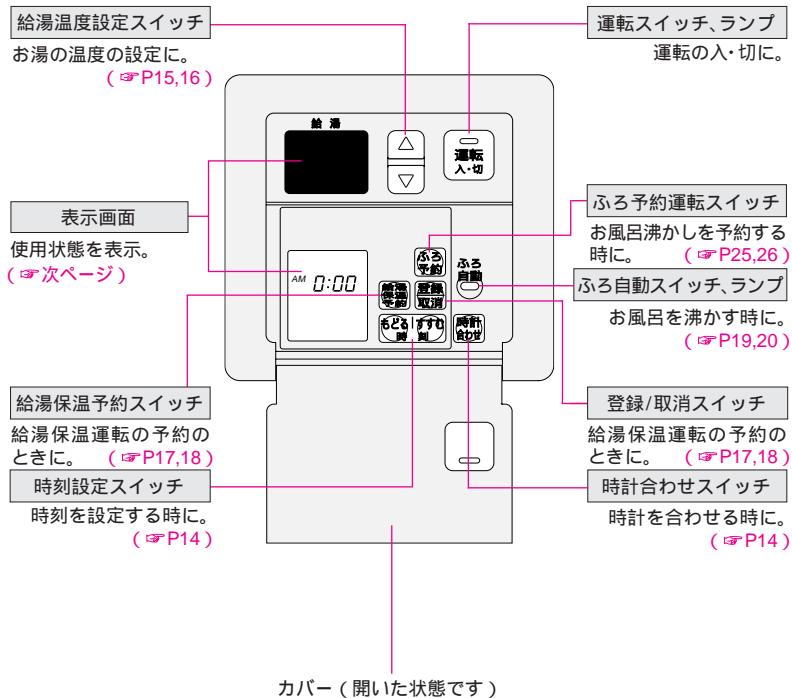 給湯温度設定スイッチ
お湯の温度の設定に。
(☞P15,16)
運転スイッチ、ランプ
運転の入・切に。
給湯
△
▽
運転
入・切
表示画面
使用状態を表示。
(☞次ページ)
AM 0:00
ふろ
予約
ふろ
自動
給湯
保温
予約
登録
取消
もどる すすむ
時 刻
時計
合わせ
ふろ予約運転スイッチ
お風呂沸かしを予約する
時に。 (☞P25,26)
ふろ自動スイッチ、ランプ
お風呂を沸かす時に。
(☞P19,20)
給湯保温予約スイッチ
給湯保温運転の予約の
ときに。 (☞P17,18)
時刻設定スイッチ
時刻を設定する時に。
(☞P14)
登録/取消スイッチ
給湯保温運転の予約の
ときに。 (☞P17,18)
時計合わせスイッチ
時計を合わせる時に。
(☞P14)
カバー(開いた状態です)